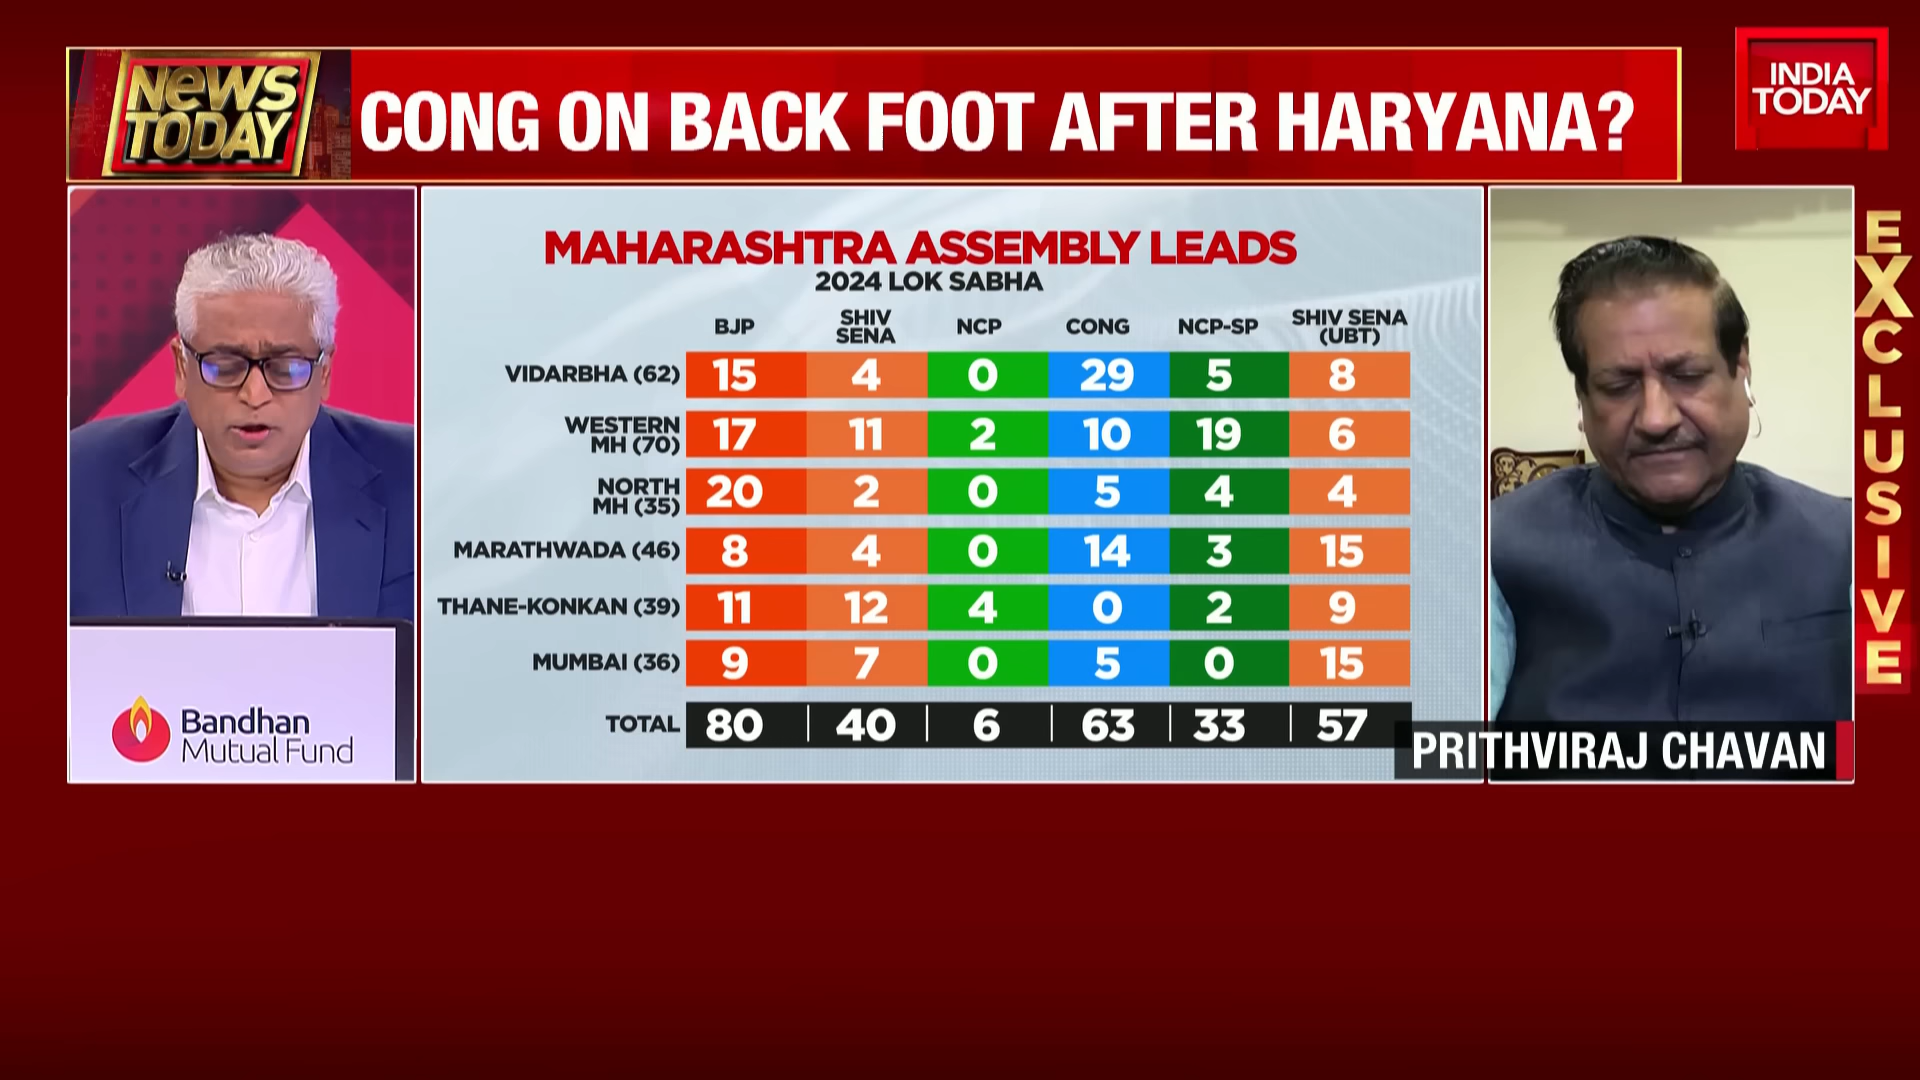 NEWS
TODAY
CONG ON BACK FOOT AFTER HARYANA?
INDIA
TODAY
MAHARASHTRA ASSEMBLY LEADS
2024 LOK SABHA
BJP SHIV SENA NCP CONG NCP-SP SHIV SENA (UBT)
VIDARBHA (62) 15 4 0 29 5 8
WESTERN MH (70) 17 11 2 10 19 6
NORTH MH (35) 20 2 0 5 4 4
MARATHWADA (46) 8 4 0 14 3 15
THANE-KONKAN (39) 11 12 4 0 2 9
MUMBAI (36) 9 7 0 5 0 15
TOTAL 80 40 6 63 33 57
Bandhan
Mutual Fund
PRITHVIRAJ CHAVAN
EXCLUSIVE